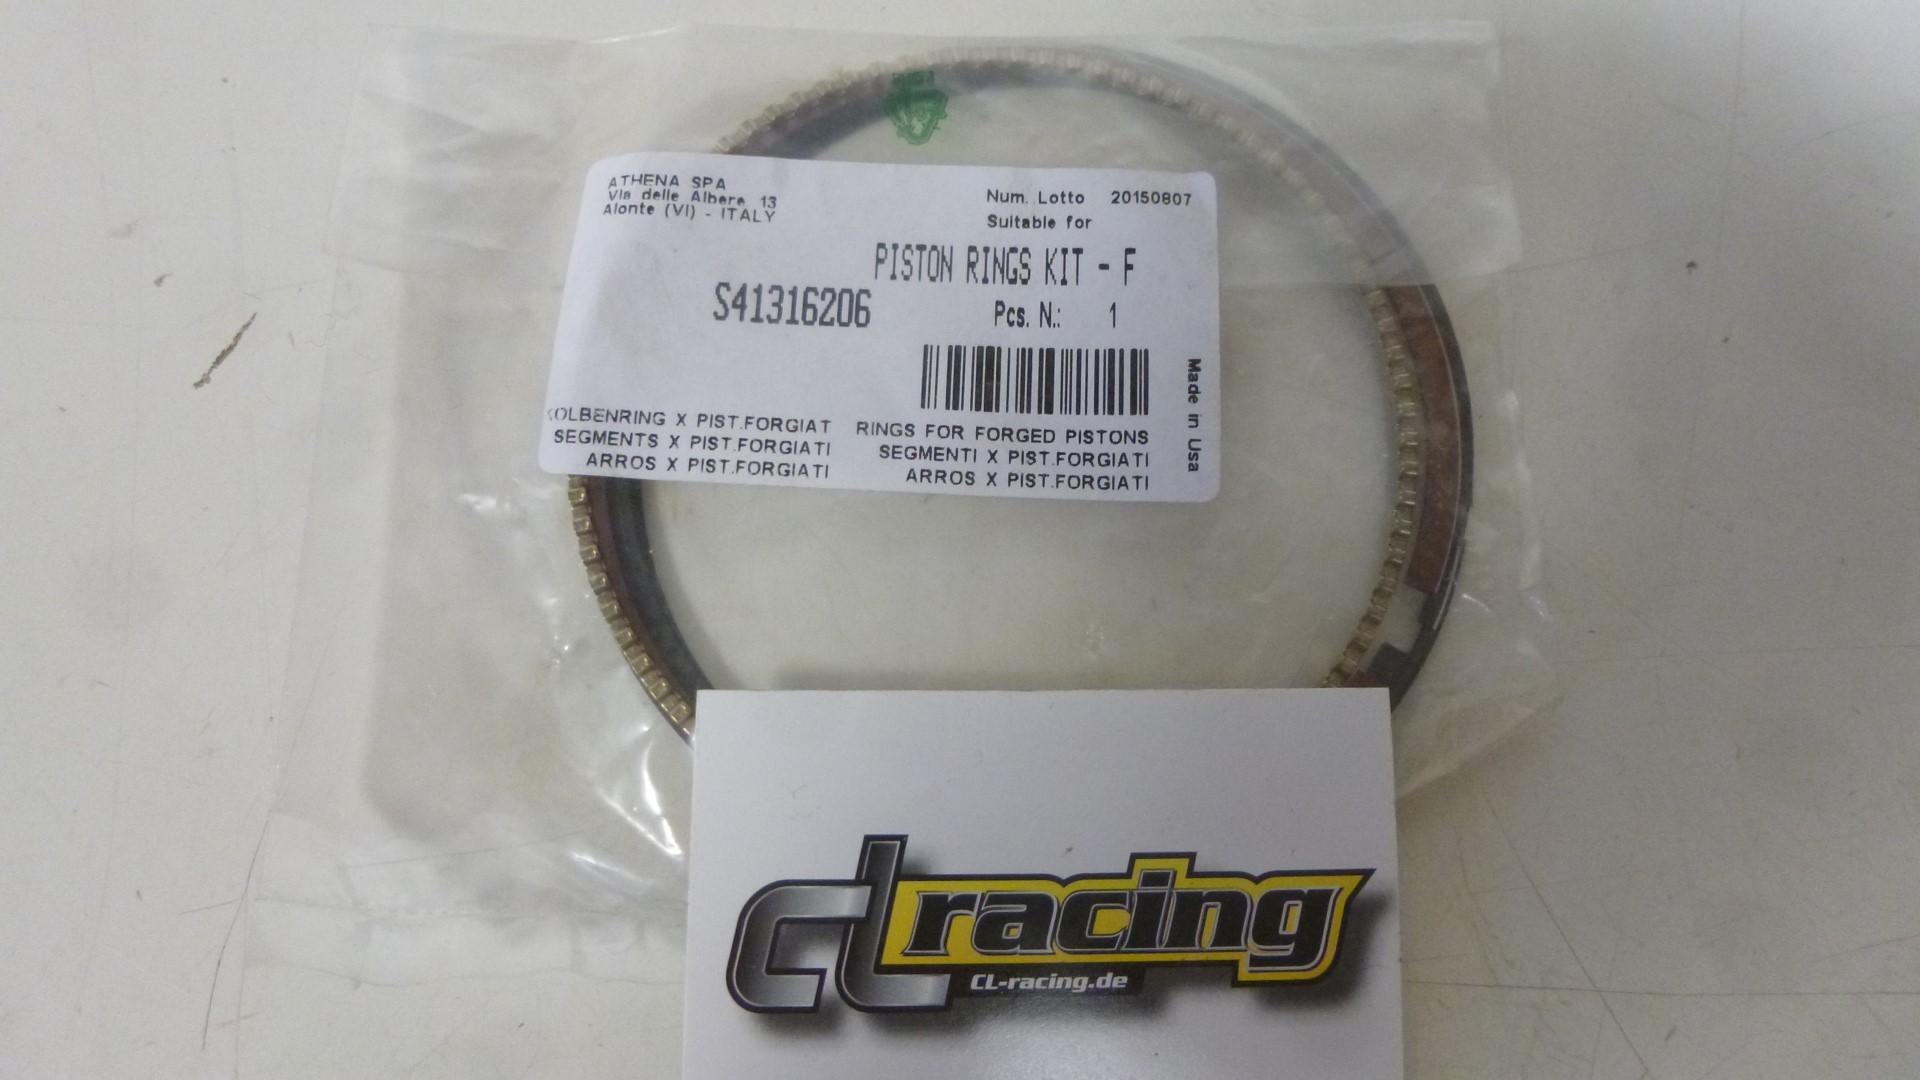 ATHENA SPA
Via delle Albere, 13
Alonte (VI) - ITALY
Num. Lotto 20150807
Suitable for
PISTON RINGS KIT - F
S41316206
Pcs. N.: 1
Made in Usa
KOLBENRING X PIST.FORGIAT
SEGMENTS X PIST.FORGIATI
ARROS X PIST.FORGIATI
RINGS FOR FORGED PISTONS
SEGMENTI X PIST.FORGIATI
ARROS X PIST.FORGIATI
cl racing
CL-racing.de